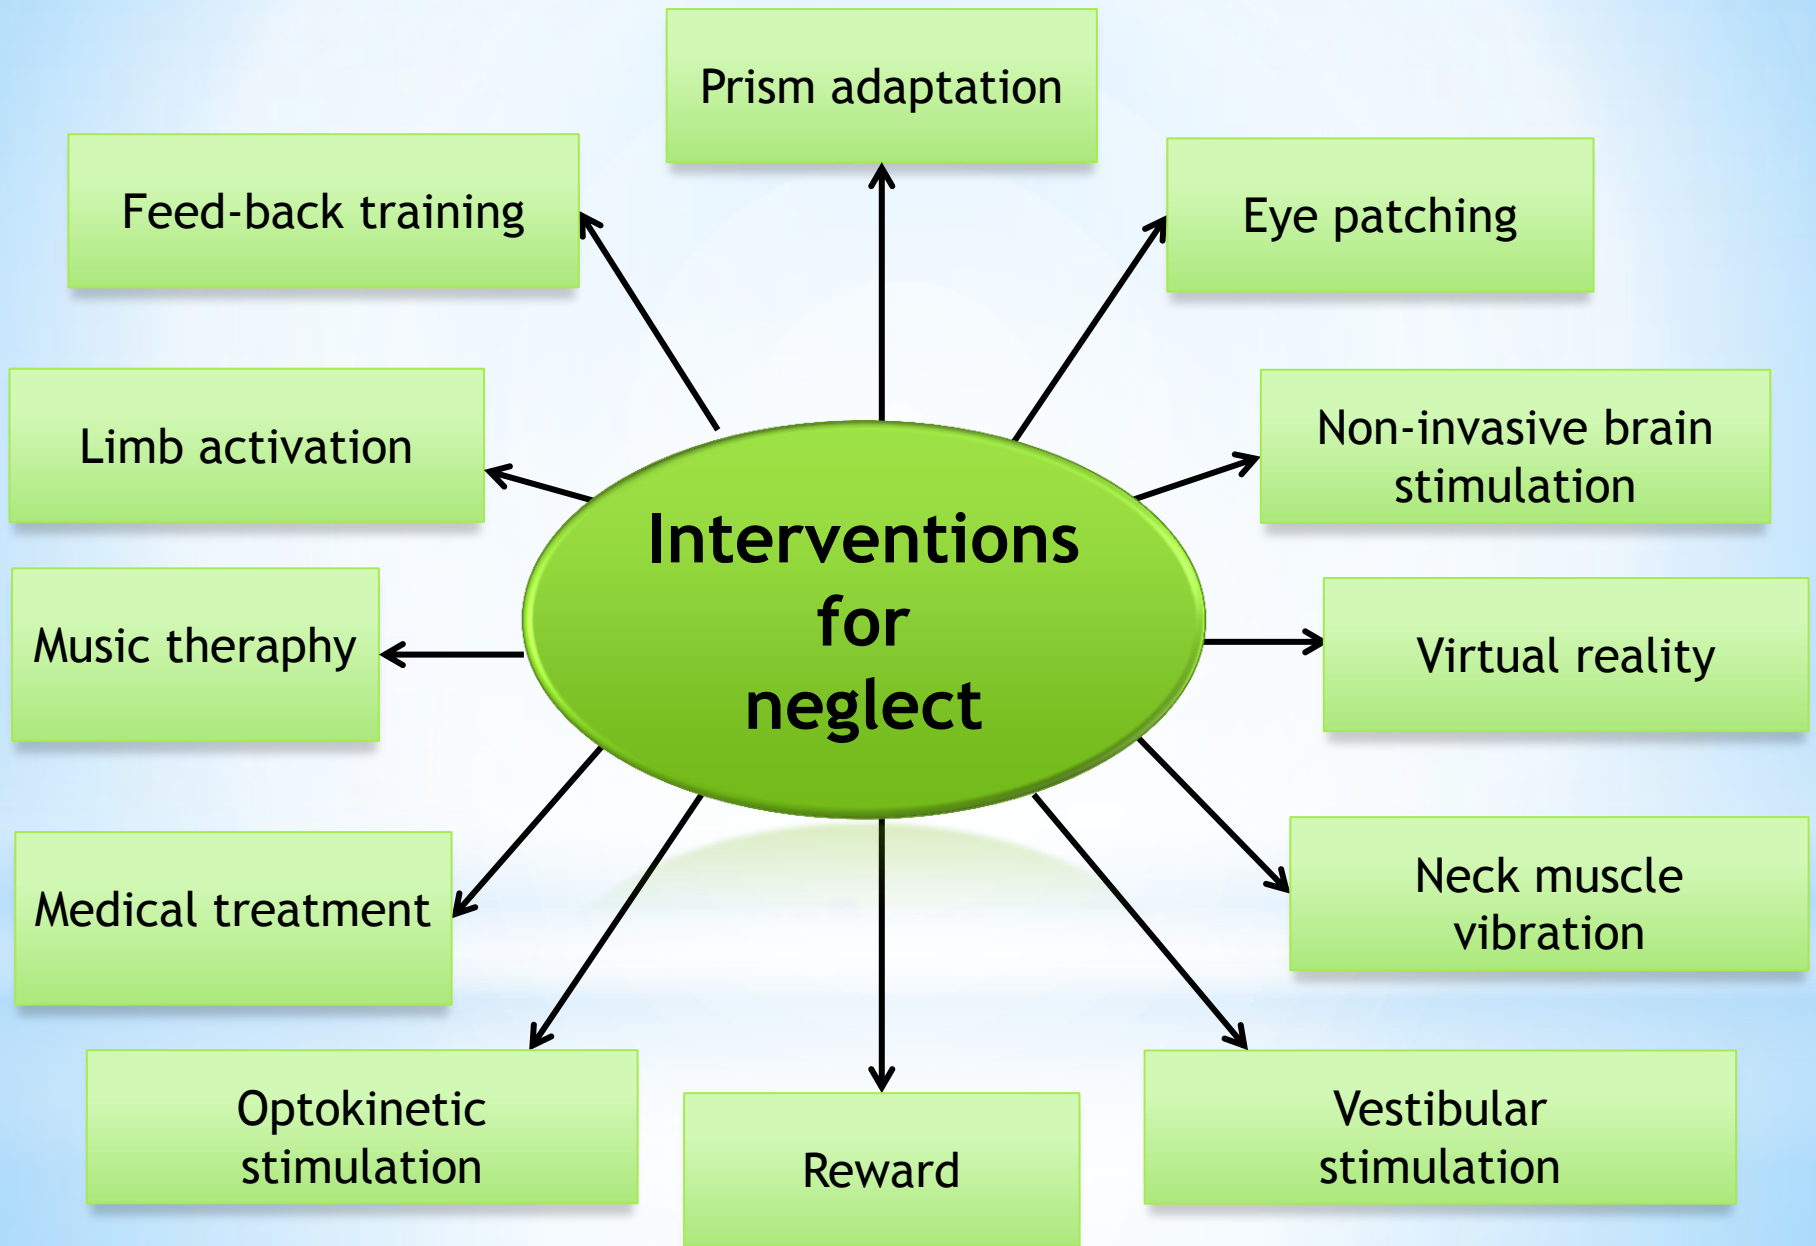 Prism adaptation
Feed-back training
Eye patching
Limb activation
Non-invasive brain
stimulation
Interventions
for
neglect
Music theraphy
Virtual reality
Medical treatment
Neck muscle
vibration
Optokinetic
stimulation
Reward
Vestibular
stimulation